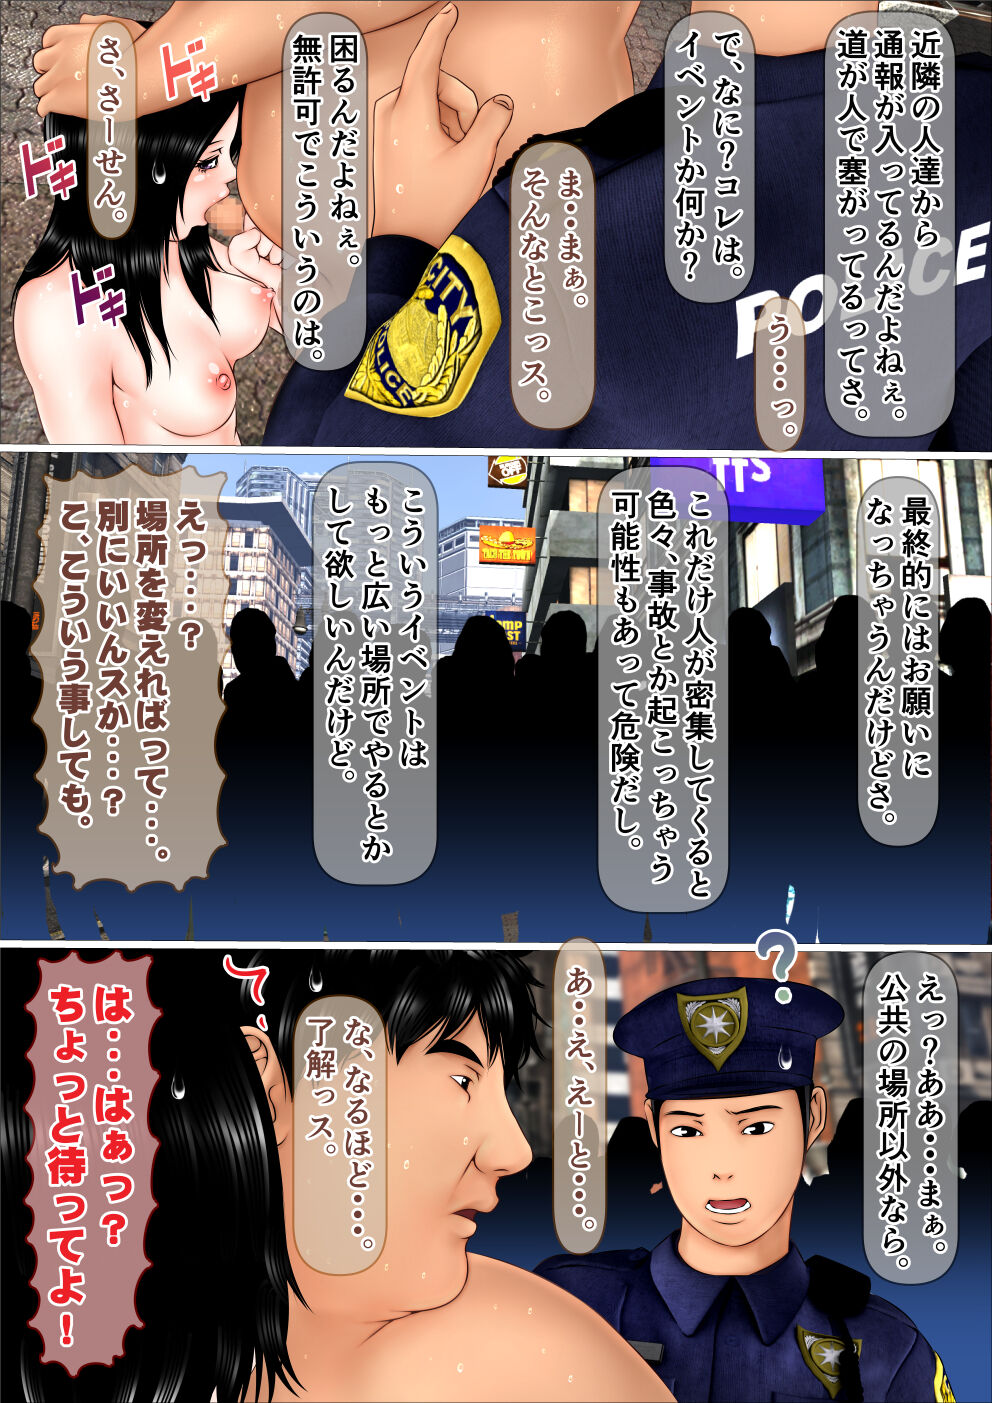 近隣の人達から
通報が入ってるんだよねぇ。
道が人で塞がってるってさ。
う・・・・っ。
で、なに？コレは。
イベントか何か？
ま・・・まぁ。
そんなとこっス。
困るんだよねぇ。
無許可でこういうのは。
さ、さーせん。
ドキ
ドキ
ドキ
POLICE
CITY
POLICE
最終的にはお願いに
なっちゃうんだけどさ。
これだけ人が密集してくると
色々、事故とか起こっちゃう
可能性もあって危険だし。
こういうイベントは
もっと広い場所でやるとか
して欲しいんだけど。
えっ・・・・？
場所を変えればって・・・・。
別にいいんスか・・・・？
こ、こういう事しても。
TACO THE TOWN
えっ？ああ・・・・まぁ。
公共の場所以外なら。
？
あ・・・え、えーと・・・・。
な、なるほど・・・・。
了解っス。
は・・・・はぁっ？
ちょっと待ってよ！